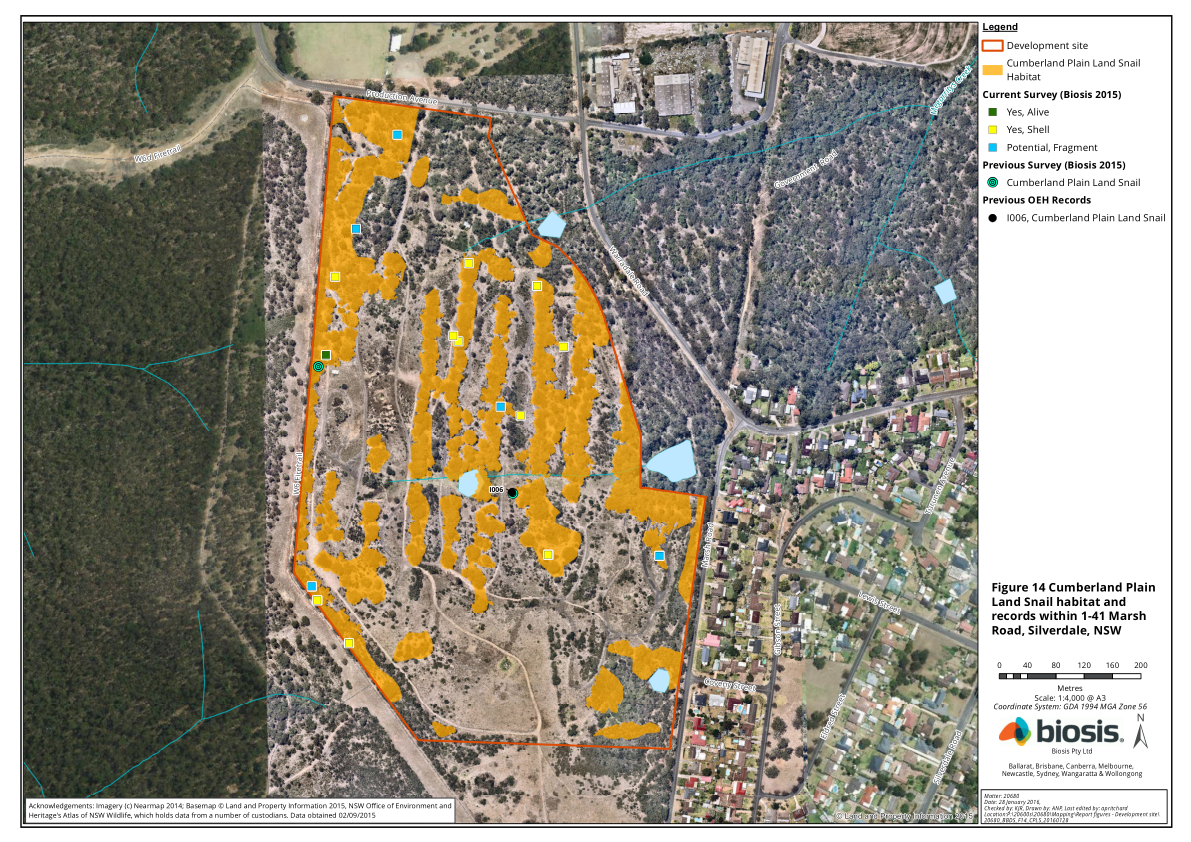 Legend
Development site
Cumberland Plain Land Snail
Habitat
Current Survey (Biosis 2015)
Yes, Alive
Yes, Shell
Potential, Fragment
Previous Survey (Biosis 2015)
Cumberland Plain Land Snail
Previous OEH Records
I006, Cumberland Plain Land Snail
Production Avenue
W6d Firetrail
Government Road
Warradale Road
W6 Firetrail
I006
Marsh Road
Gibson Street
Lewis Street
Coveny Street
Eldred Street
Silverdale Road
Figure 14 Cumberland Plain
Land Snail habitat and
records within 1-41 Marsh
Road, Silverdale, NSW
0 40 80 120 160 200
Metres
Scale: 1:4,000 @ A3
Coordinate System: GDA 1994 MGA Zone 56
N
biosis.
Biosis Pty Ltd
Ballarat, Brisbane, Canberra, Melbourne,
Newcastle, Sydney, Wangaratta & Wollongong
Matter: 20680
Date: 28 January 2016,
Checked by: KJR, Drawn by: ANP, Last edited by: apritchard
Acknowledgements: Imagery (c) Nearmap 2014; Basemap © Land and Property Information 2015, NSW Office of Environment and
Heritage's Atlas of NSW Wildlife, which holds data from a number of custodians. Data obtained 02/09/2015
© Land and Property Information 2015